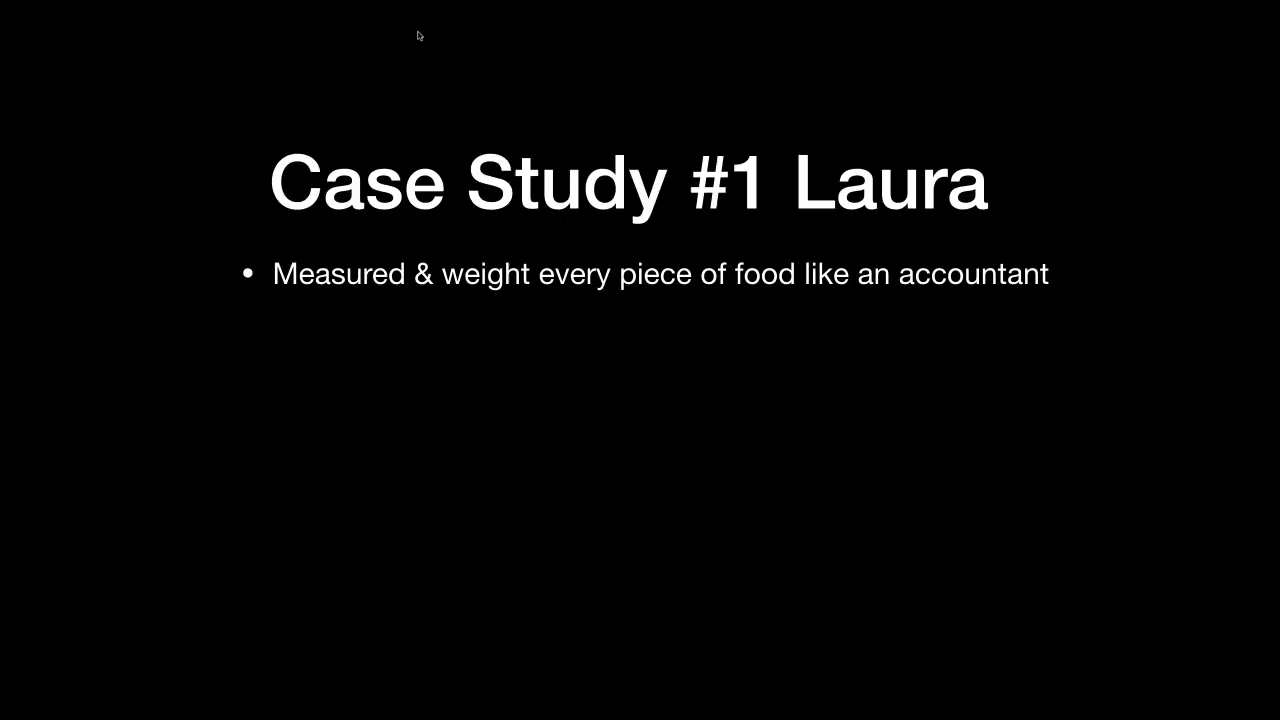 Case Study #1 Laura
• Measured & weight every piece of food like an accountant